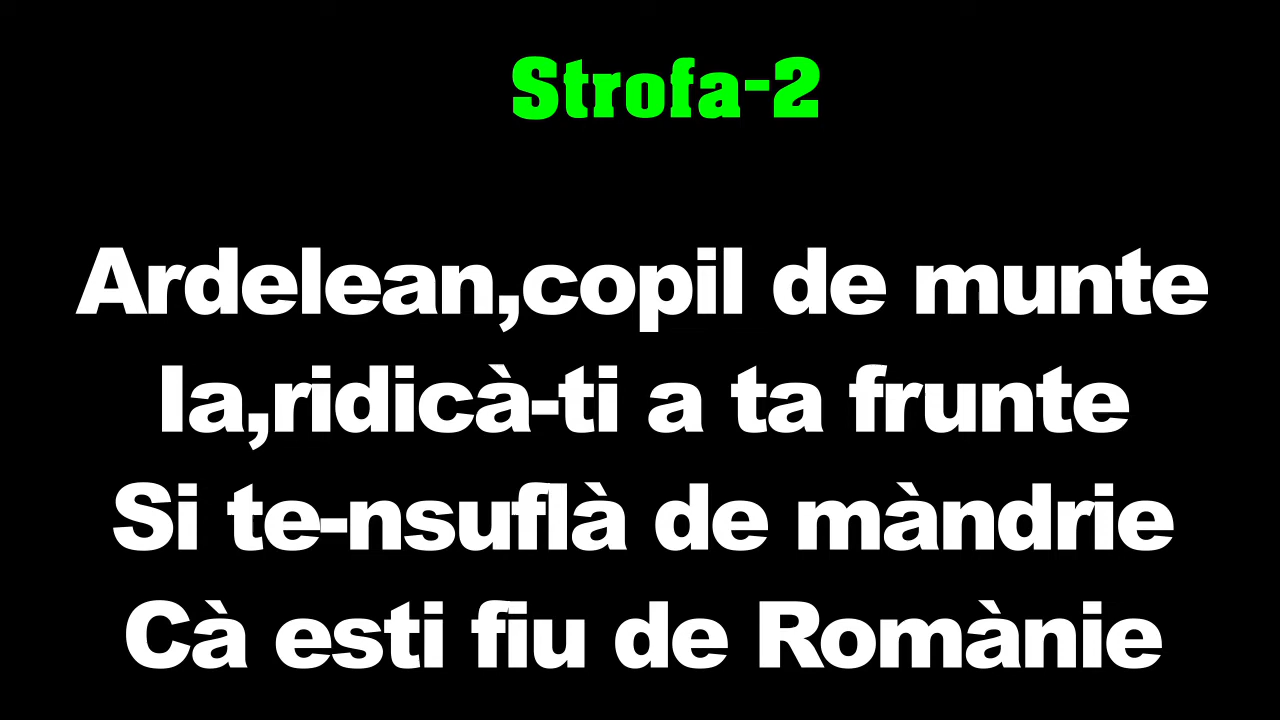 Strofa-2
Ardelean,copil de munte
Ia,ridicà-ti a ta frunte
Si te-nsuflà de màndrie
Cà esti fiu de Romànie